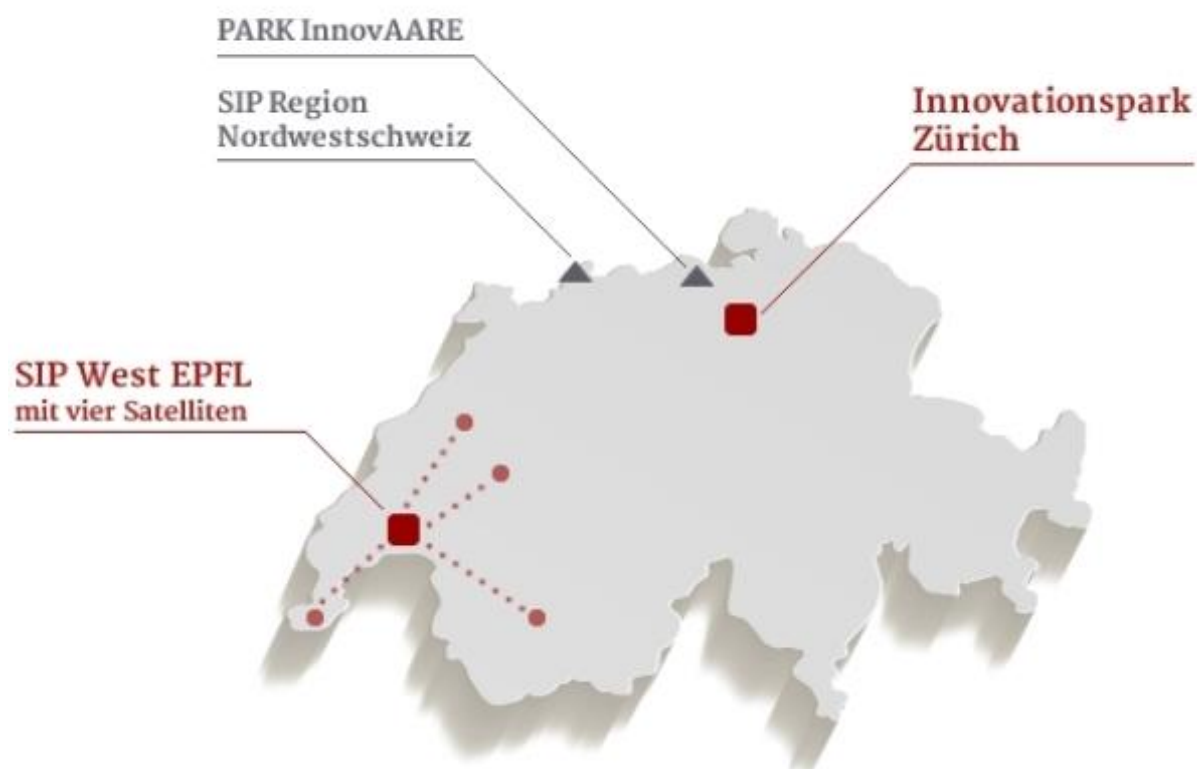 PARK InnovAARE
SIP Region
Nordwestschweiz
Innovationspark
Zürich
SIP West EPFL
mit vier Satelliten